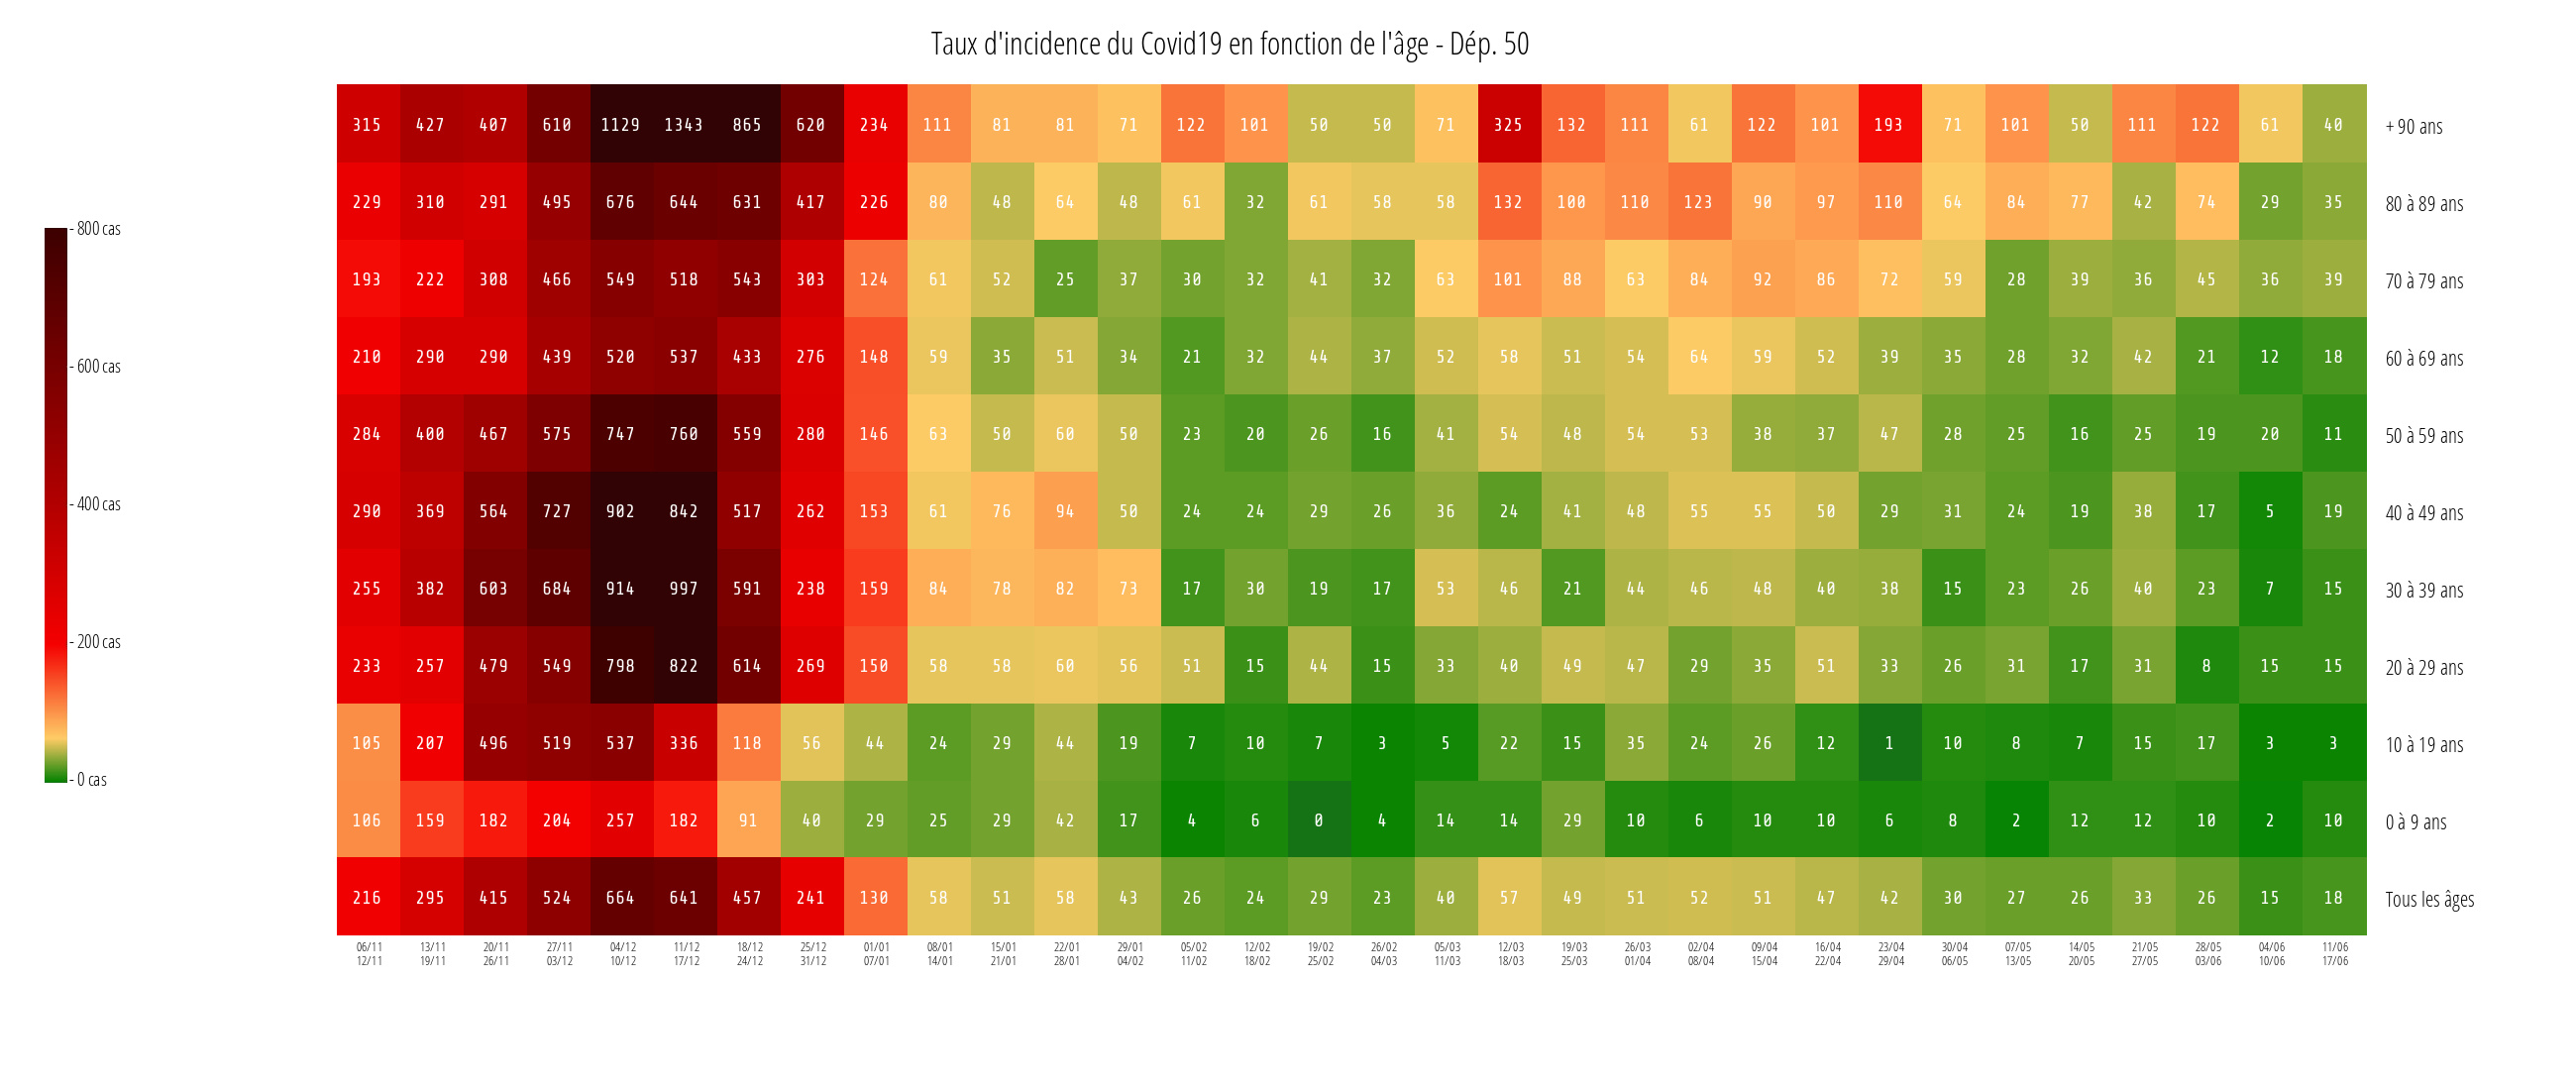 Taux d'incidence du Covid19 en fonction de l'âge - Dép. 50
- 800 cas
- 600 cas
- 400 cas
- 200 cas
- 0 cas
315 427 407 610 1129 1343 865 620 234 111 81 81 71 122 101 50 50 71 325 132 111 61 122 101 193 71 101 50 111 122 61 40 + 90 ans
229 310 291 495 676 644 631 417 226 80 48 64 48 61 32 61 58 58 132 100 110 123 90 97 110 64 84 77 42 74 29 35 80 à 89 ans
193 222 308 466 549 518 543 303 124 61 52 25 37 30 32 41 32 63 101 88 63 84 92 86 72 59 28 39 36 45 36 39 70 à 79 ans
210 290 290 439 520 537 433 276 148 59 35 51 34 21 32 44 37 52 58 51 54 64 59 52 39 35 28 32 42 21 12 18 60 à 69 ans
284 400 467 575 747 760 559 280 146 63 50 60 50 23 20 26 16 41 54 48 54 53 38 37 47 28 25 16 25 19 20 11 50 à 59 ans
290 369 564 727 902 842 517 262 153 61 76 94 50 24 24 29 26 36 24 41 48 55 55 50 29 31 24 19 38 17 5 19 40 à 49 ans
255 382 603 684 914 997 591 238 159 84 78 82 73 17 30 19 17 53 46 21 44 46 48 40 38 15 23 26 40 23 7 15 30 à 39 ans
233 257 479 549 798 822 614 269 150 58 58 60 56 51 15 44 15 33 40 49 47 29 35 51 33 26 31 17 31 8 15 15 20 à 29 ans
105 207 496 519 537 336 118 56 44 24 29 44 19 7 10 7 3 5 22 15 35 24 26 12 1 10 8 7 15 17 3 3 10 à 19 ans
106 159 182 204 257 182 91 40 29 25 29 42 17 4 6 0 4 14 14 29 10 6 10 10 6 8 2 12 12 10 2 10 0 à 9 ans
216 295 415 524 664 641 457 241 130 58 51 58 43 26 24 29 23 40 57 49 51 52 51 47 42 30 27 26 33 26 15 18 Tous les âges
06/11 13/11 20/11 27/11 04/12 11/12 18/12 25/12 01/01 08/01 15/01 22/01 29/01 05/02 12/02 19/02 26/02 05/03 12/03 19/03 26/03 02/04 09/04 16/04 23/04 30/04 07/05 14/05 21/05 28/05 04/06 11/06
12/11 19/11 26/11 03/12 10/12 17/12 24/12 31/12 07/01 14/01 21/01 28/01 04/02 11/02 18/02 25/02 04/03 11/03 18/03 25/03 01/04 08/04 15/04 22/04 29/04 06/05 13/05 20/05 27/05 03/06 10/06 17/06